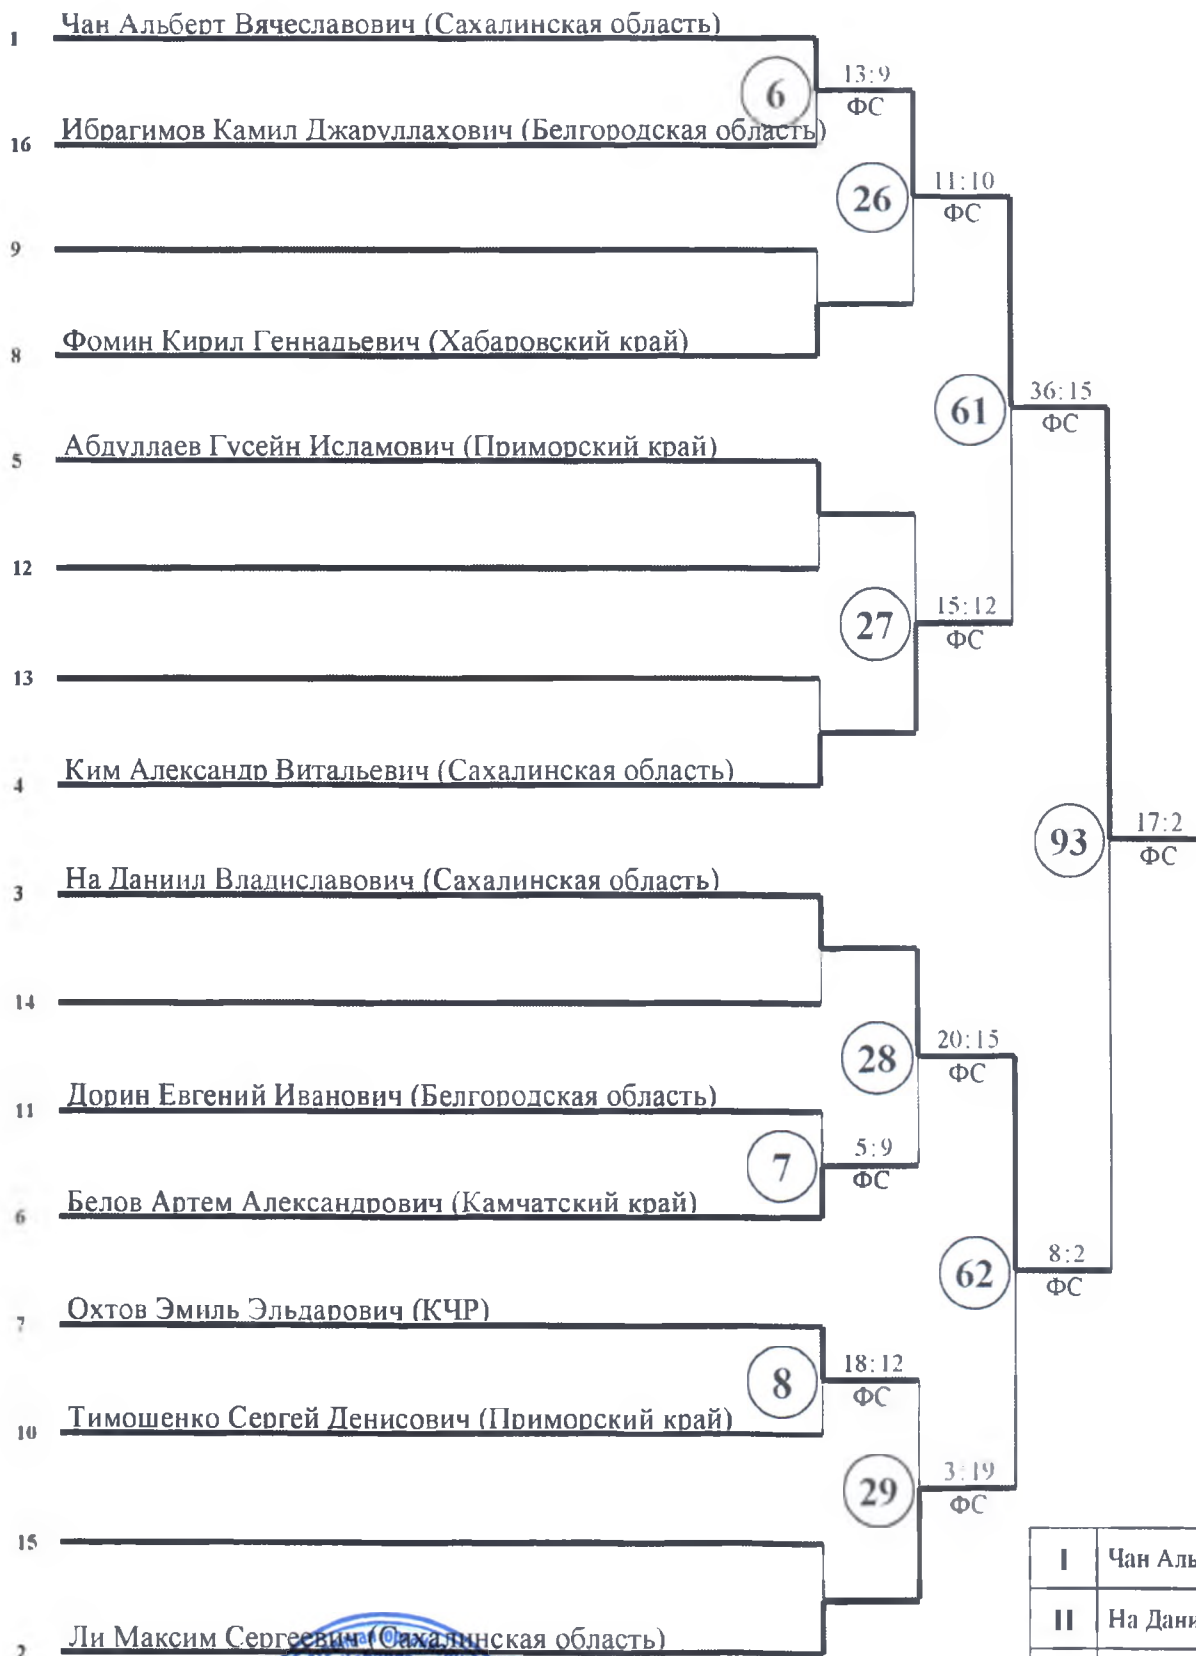 1 Чан Альберт Вячеславович (Сахалинская область)
6
13:9
ФС
16 Ибрагимов Камил Джаруллахович (Белгородская область)
26
11:10
ФС
9
8 Фомин Кирил Геннадьевич (Хабаровский край)
61
36:15
ФС
5 Абдуллаев Гусейн Исламович (Приморский край)
12
27
15:12
ФС
13
4 Ким Александр Витальевич (Сахалинская область)
93
17:2
ФС
3 На Даниил Владиславович (Сахалинская область)
14
28
20:15
ФС
11 Дорин Евгений Иванович (Белгородская область)
7
5:9
ФС
6 Белов Артем Александрович (Камчатский край)
62
8:2
ФС
7 Охтов Эмиль Эльдарович (КЧР)
8
18:12
ФС
10 Тимошенко Сергей Денисович (Приморский край)
29
3:19
ФС
15
I Чан Аль
II На Дани
2 Ли Максим Сергеевич (Сахалинская область)